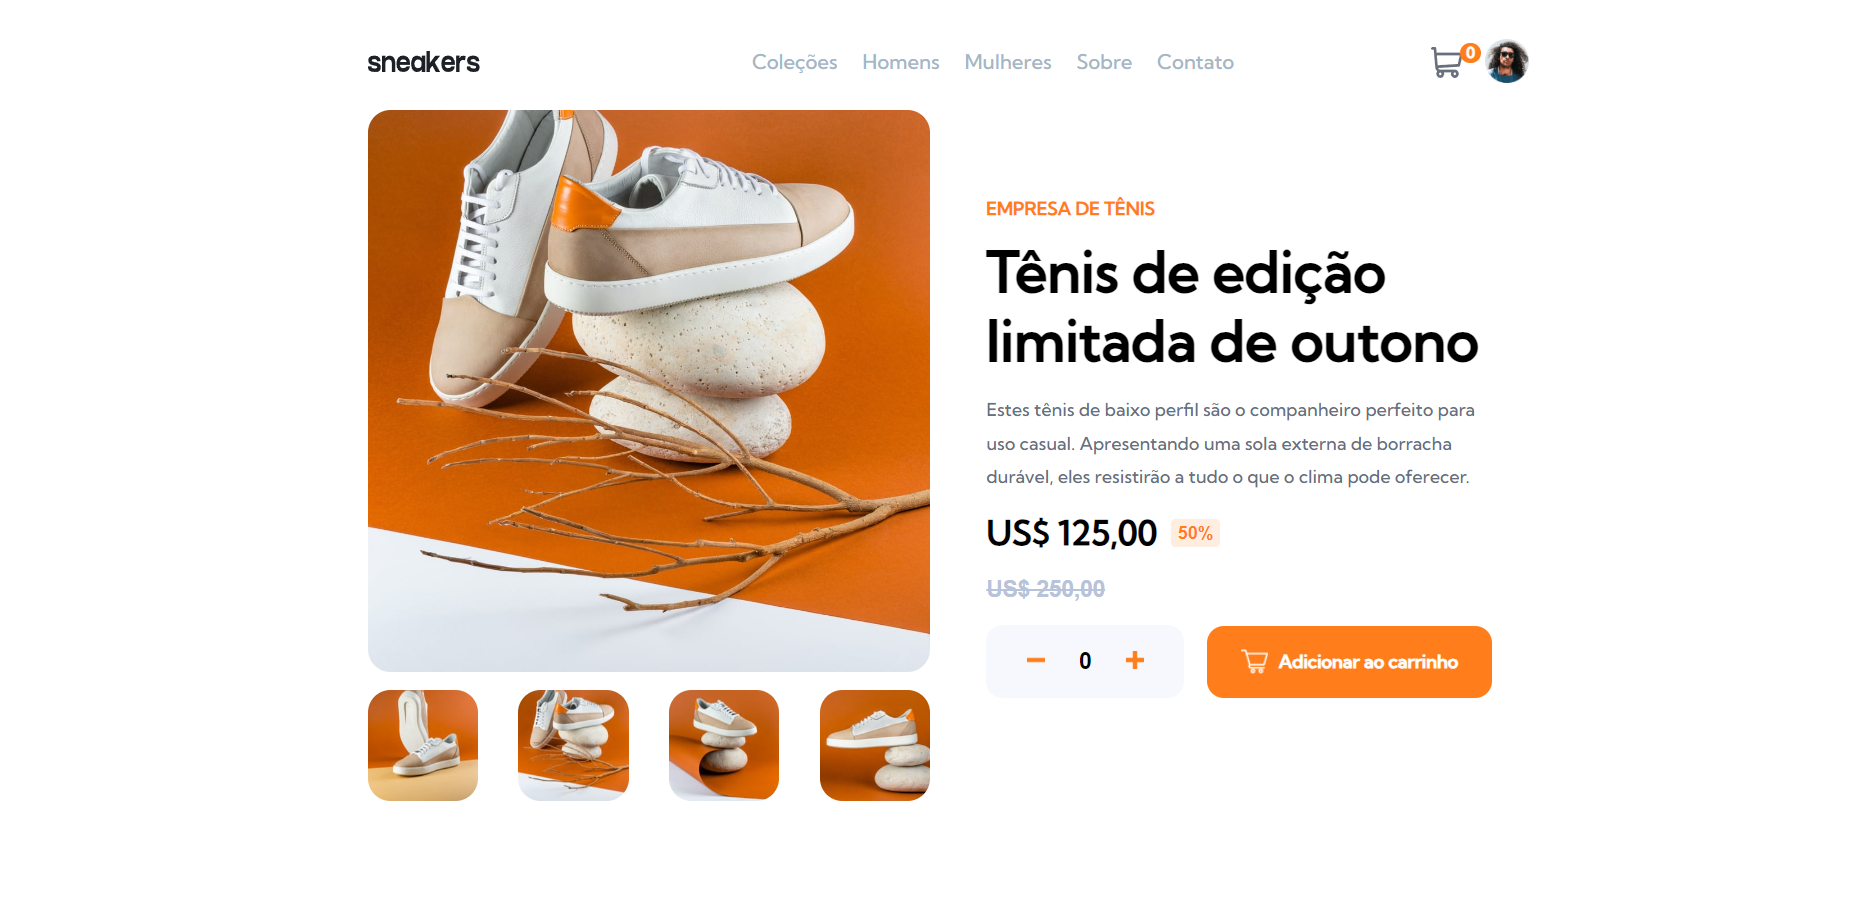 sneakers
Coleções Homens Mulheres Sobre Contato
0
EMPRESA DE TÊNIS
Tênis de edição
limitada de outono
Estes tênis de baixo perfil são o companheiro perfeito para
uso casual. Apresentando uma sola externa de borracha
durável, eles resistirão a tudo o que o clima pode oferecer.
US$ 125,00 50%
US$ 250,00
0
Adicionar ao carrinho